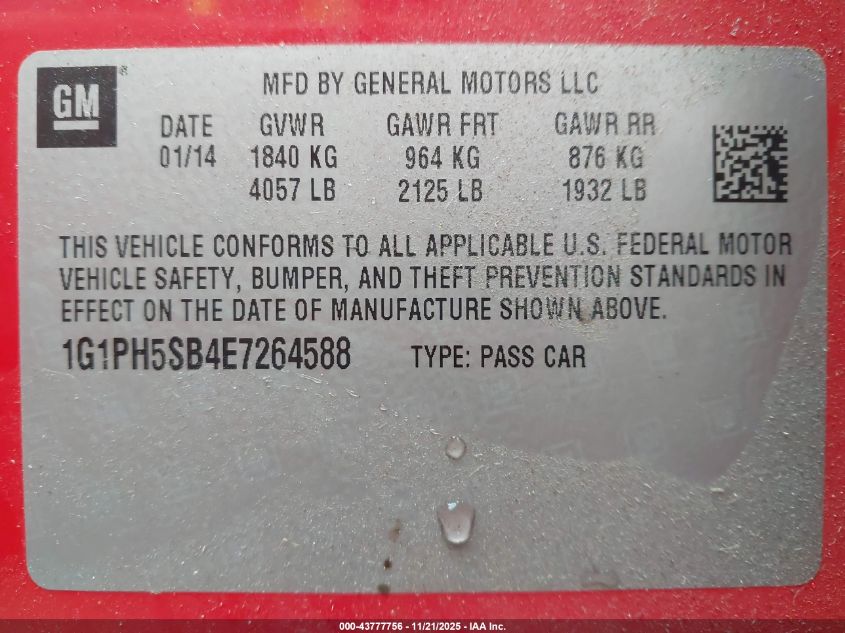 GM®
MFD BY GENERAL MOTORS LLC
DATE GVWR GAWR FRT GAWR RR
01/14 1840 KG 964 KG 876 KG
4057 LB 2125 LB 1932 LB
THIS VEHICLE CONFORMS TO ALL APPLICABLE U.S. FEDERAL MOTOR
VEHICLE SAFETY, BUMPER, AND THEFT PREVENTION STANDARDS IN
EFFECT ON THE DATE OF MANUFACTURE SHOWN ABOVE.
1G1PH5SB4E7264588 TYPE: PASS CAR
000-43777756 - 11/21/2025 - IAA Inc.